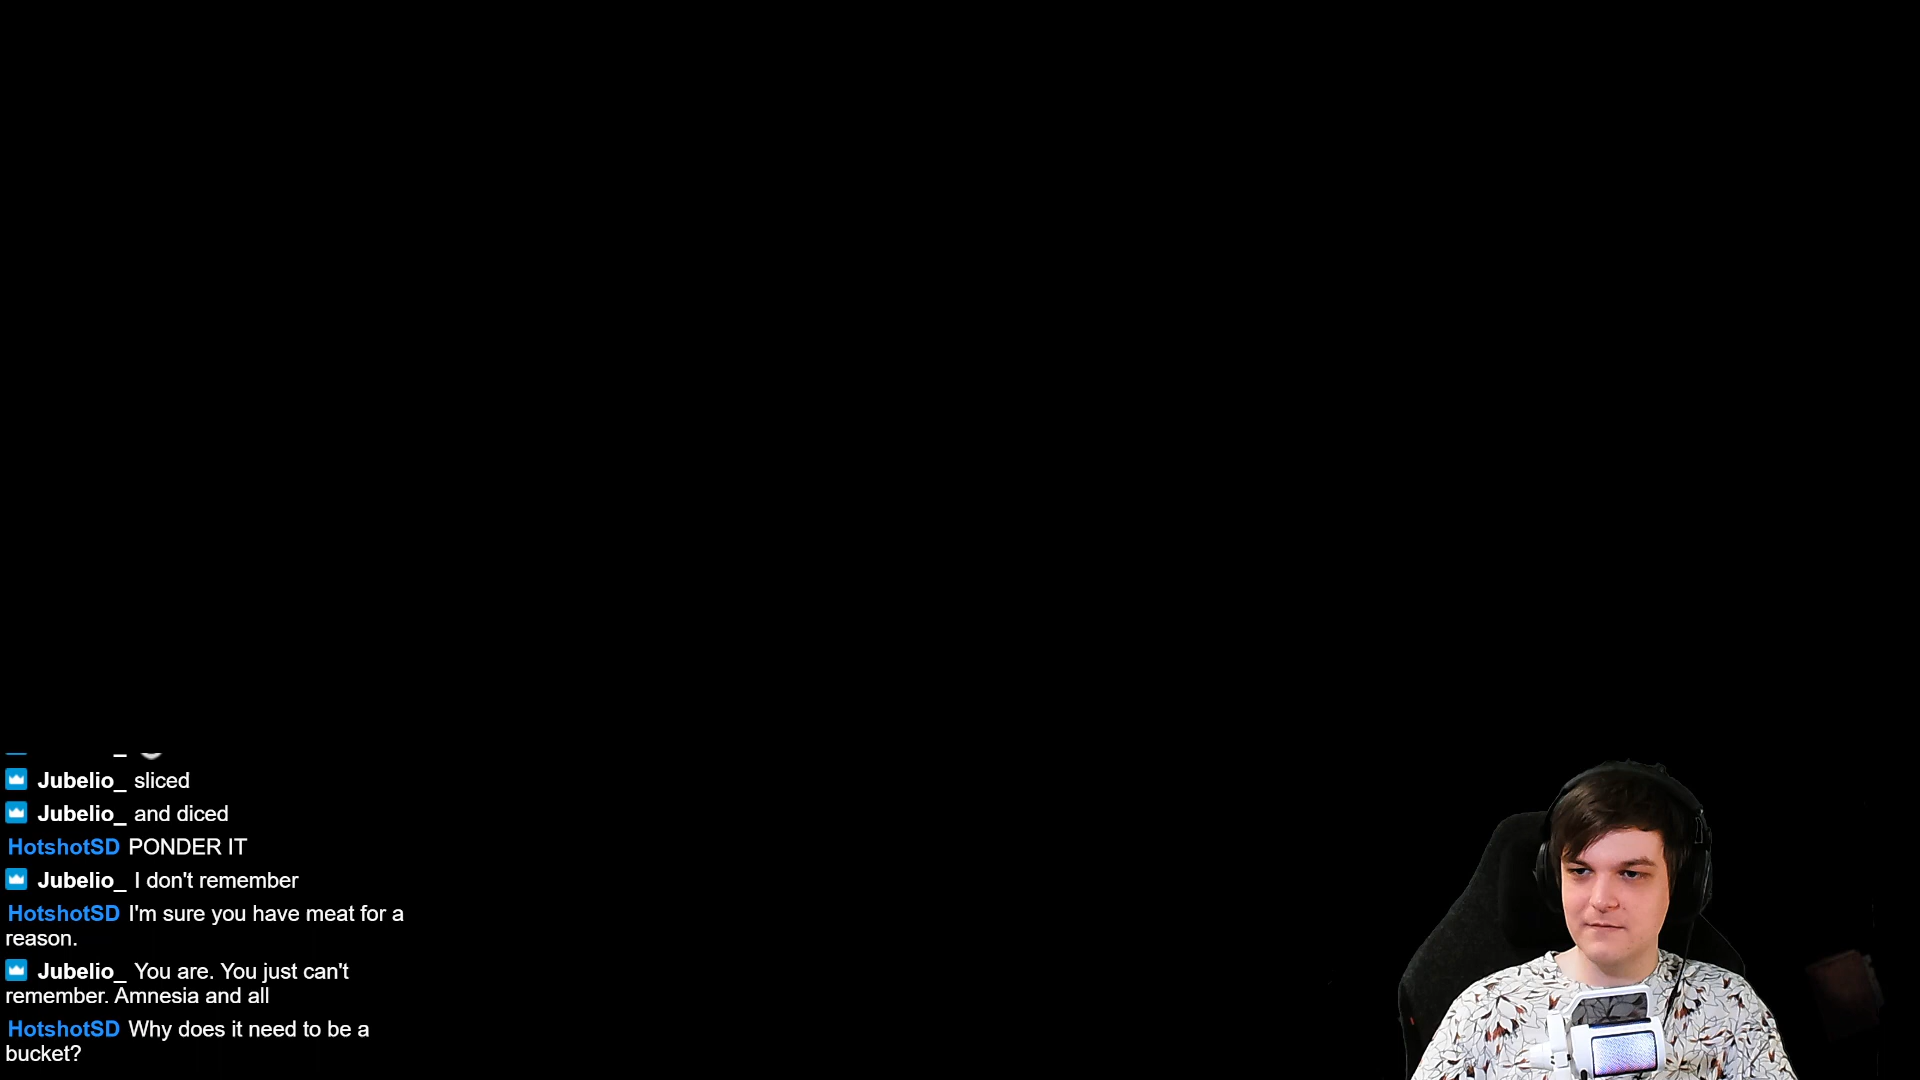 Jubelio_ sliced
Jubelio_ and diced
HotshotSD PONDER IT
Jubelio_ I don't remember
HotshotSD I'm sure you have meat for a
reason.
Jubelio_ You are. You just can't
remember. Amnesia and all
HotshotSD Why does it need to be a
bucket?